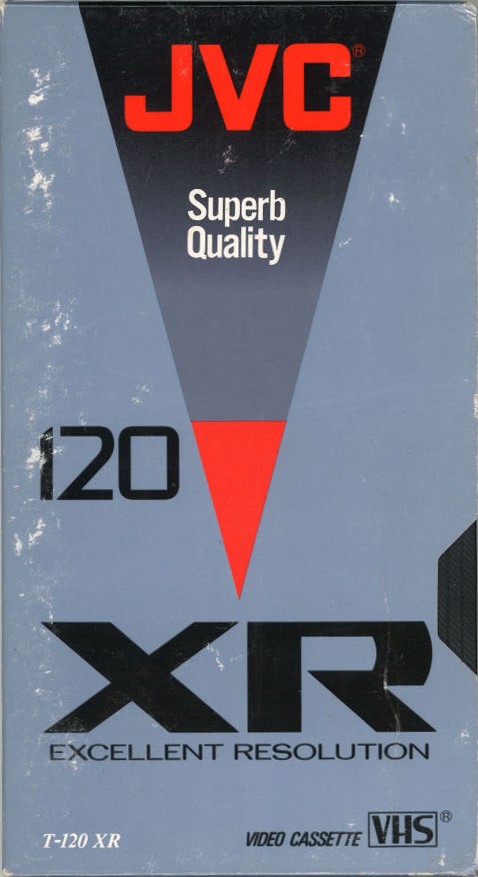 JVC®
Superb
Quality
120
XR
EXCELLENT RESOLUTION
T-120 XR
VIDEO CASSETTE VHS®